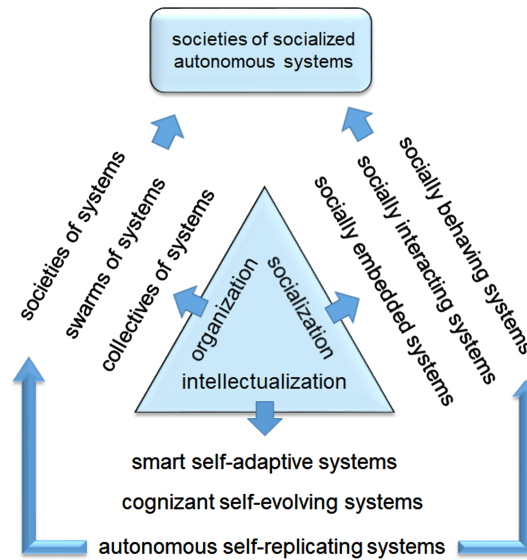 societies of socialized
autonomous systems
societies of systems
swarms of systems
collectives of systems
organization
socialization
socially embedded systems
socially interacting systems
socially behaving systems
intellectualization
smart self-adaptive systems
cognizant self-evolving systems
autonomous self-replicating systems